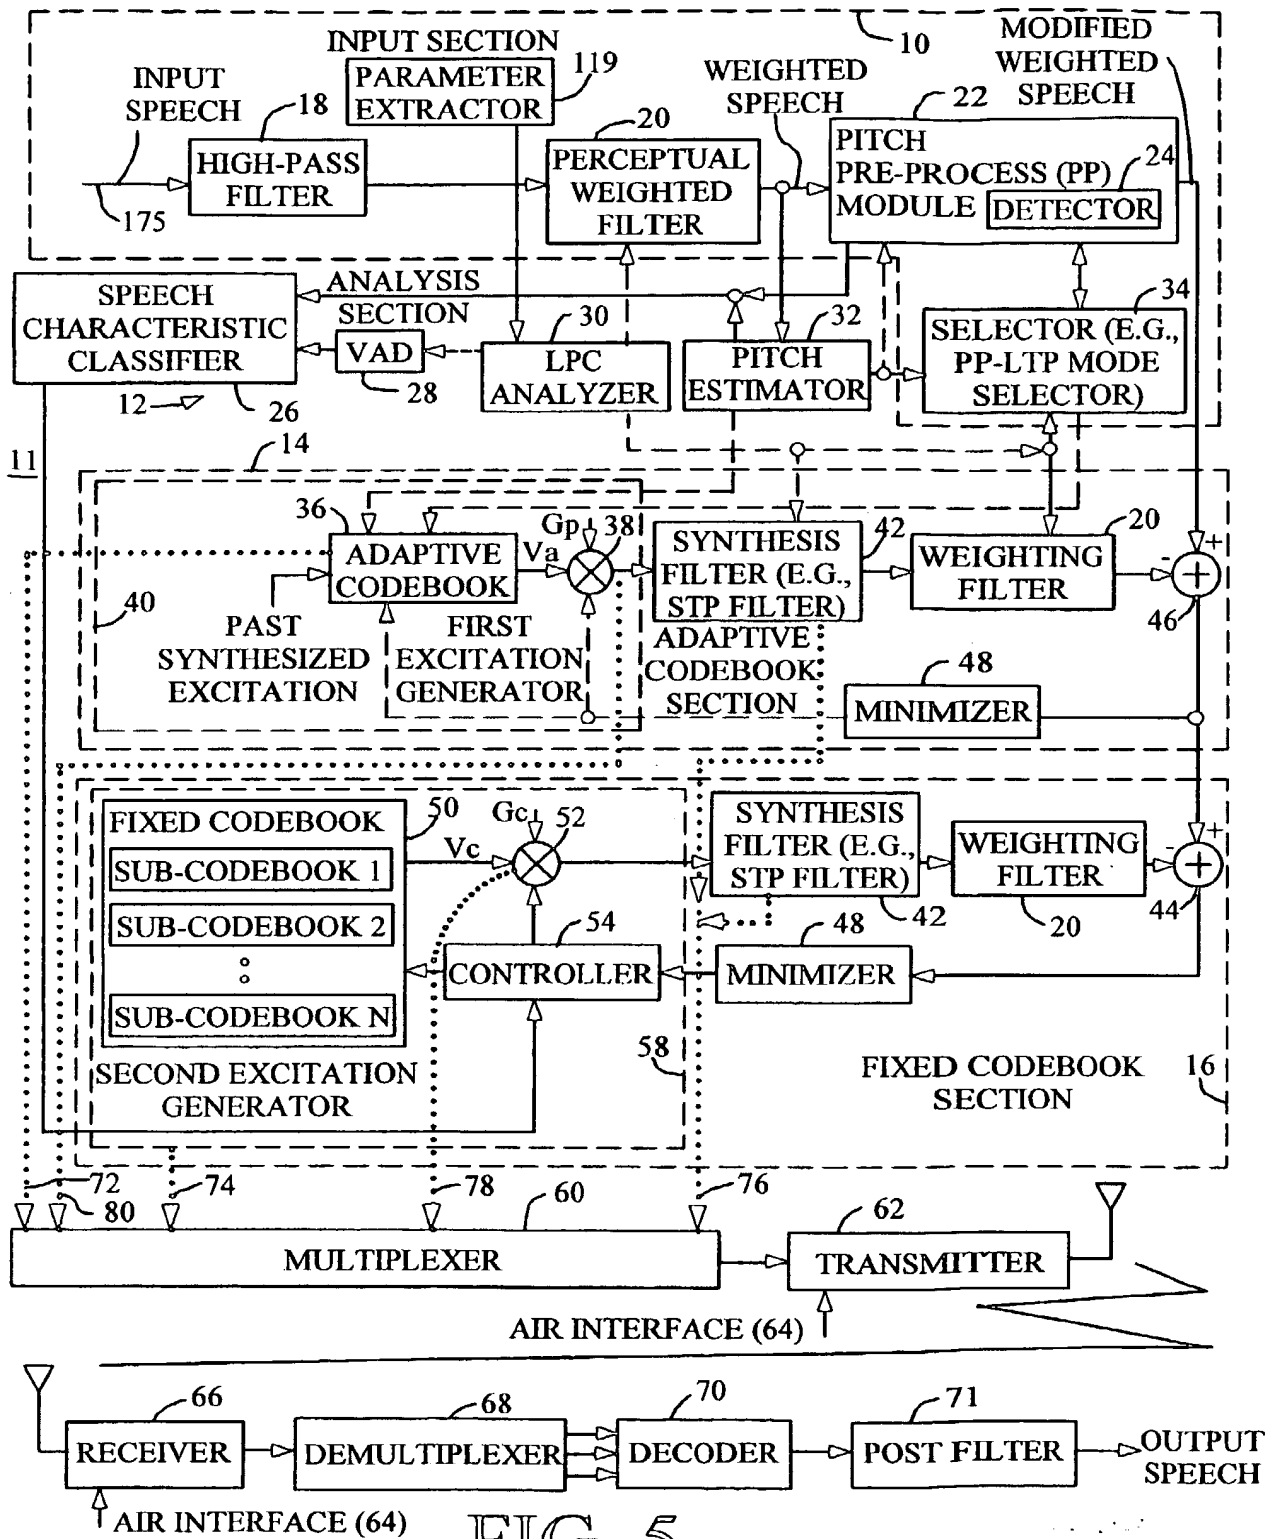 INPUT SECTION
10
MODIFIED
WEIGHTED
SPEECH
INPUT
SPEECH
18
PARAMETER
EXTRACTOR
119
WEIGHTED
SPEECH
22
HIGH-PASS
FILTER
175
20
PERCEPTUAL
WEIGHTED
FILTER
PITCH
PRE-PROCESS (PP)
MODULE
24
DETECTOR
SPEECH
CHARACTERISTIC
CLASSIFIER
ANALYSIS
SECTION
VAD
28
30
LPC
ANALYZER
32
PITCH
ESTIMATOR
34
SELECTOR (E.G.,
PP-LTP MODE
SELECTOR)
12
26
11
14
36
ADAPTIVE
CODEBOOK
Va
Gp
38
SYNTHESIS
FILTER (E.G.,
STP FILTER)
42
20
WEIGHTING
FILTER
-
+
46
40
PAST
SYNTHESIZED
EXCITATION
FIRST
EXCITATION
GENERATOR
ADAPTIVE
CODEBOOK
SECTION
48
MINIMIZER
FIXED CODEBOOK
50
SUB-CODEBOOK 1
SUB-CODEBOOK 2
SUB-CODEBOOK N
Vc
Gc
52
SYNTHESIS
FILTER (E.G.,
STP FILTER)
42
WEIGHTING
FILTER
20
-
+
44
54
CONTROLLER
48
MINIMIZER
SECOND EXCITATION
GENERATOR
58
FIXED CODEBOOK
SECTION
16
72
80
74
78
60
76
MULTIPLEXER
62
TRANSMITTER
AIR INTERFACE (64)
66
RECEIVER
68
DEMULTIPLEXER
70
DECODER
71
POST FILTER
OUTPUT
SPEECH
AIR INTERFACE (64)
FIG. 5